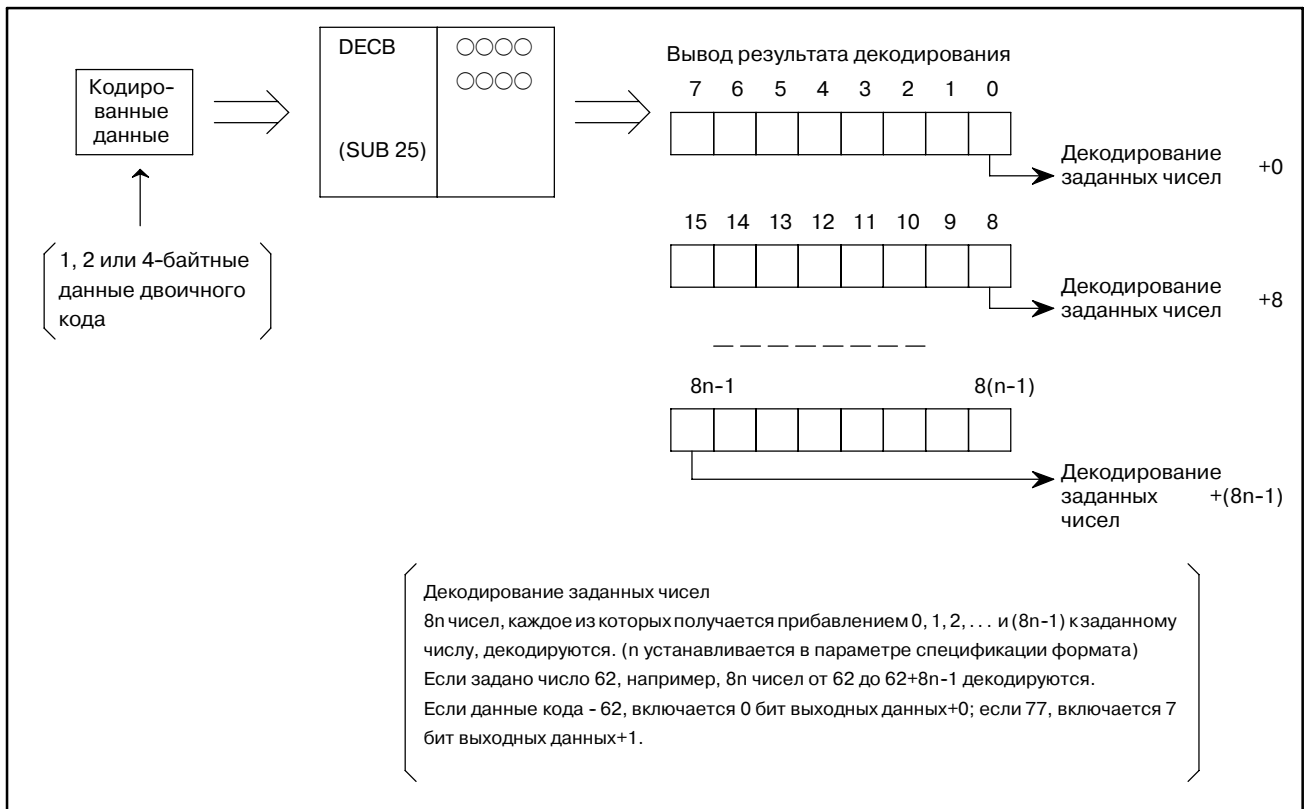 DECB
(SUB 25)
Кодиро-
ванные
данные
1, 2 или 4-байтные
данные двоичного
кода
Вывод результата декодирования
7 6 5 4 3 2 1 0
Декодирование
заданных чисел +0
15 14 13 12 11 10 9 8
Декодирование
заданных чисел +8
8n-1 8(n-1)
Декодирование
заданных +(8n-1)
чисел
Декодирование заданных чисел
8n чисел, каждое из которых получается прибавлением 0, 1, 2, . . . и (8n-1) к заданному
числу, декодируются. (n устанавливается в параметре спецификации формата)
Если задано число 62, например, 8n чисел от 62 до 62+8n-1 декодируются.
Если данные кода - 62, включается 0 бит выходных данных+0; если 77, включается 7
бит выходных данных+1.